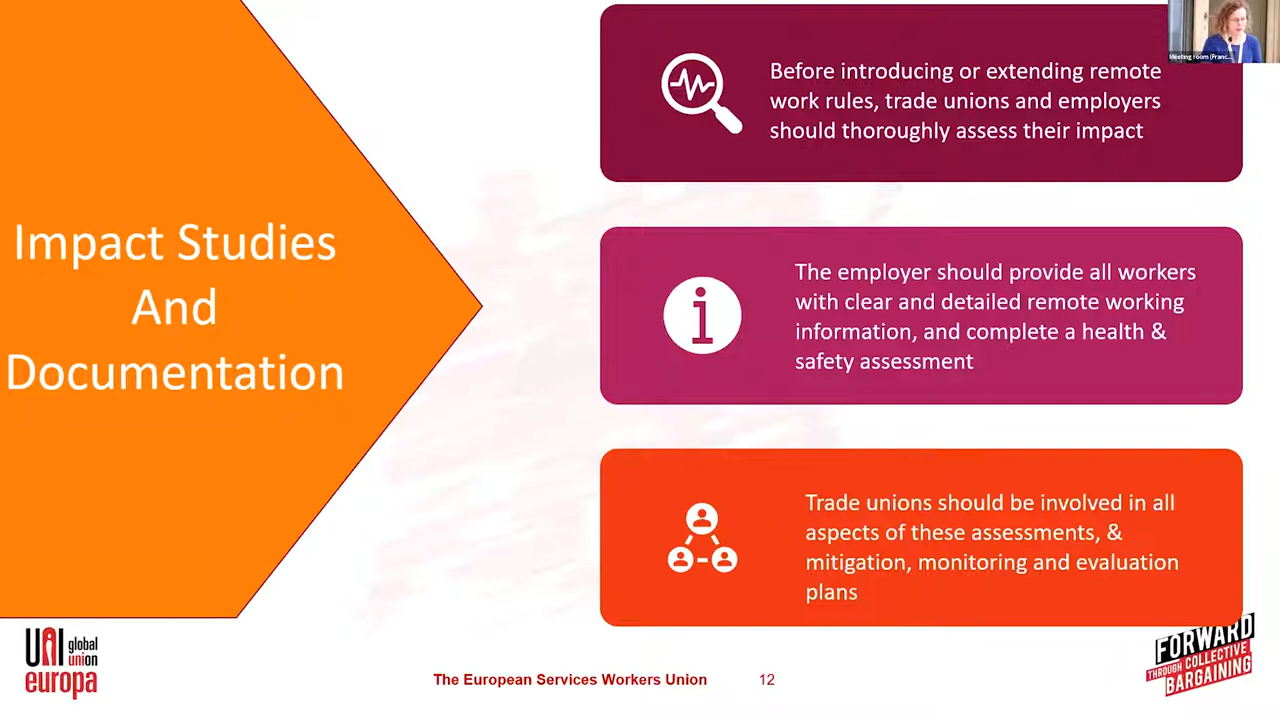 Impact Studies
And
Documentation
Before introducing or extending remote
work rules, trade unions and employers
should thoroughly assess their impact
The employer should provide all workers
with clear and detailed remote working
information, and complete a health &
safety assessment
Trade unions should be involved in all
aspects of these assessments, &
mitigation, monitoring and evaluation
plans
Meeting room (Franc...
UNI global
union
europa
The European Services Workers Union
12
FORWARD
THROUGH COLLECTIVE
BARGAINING